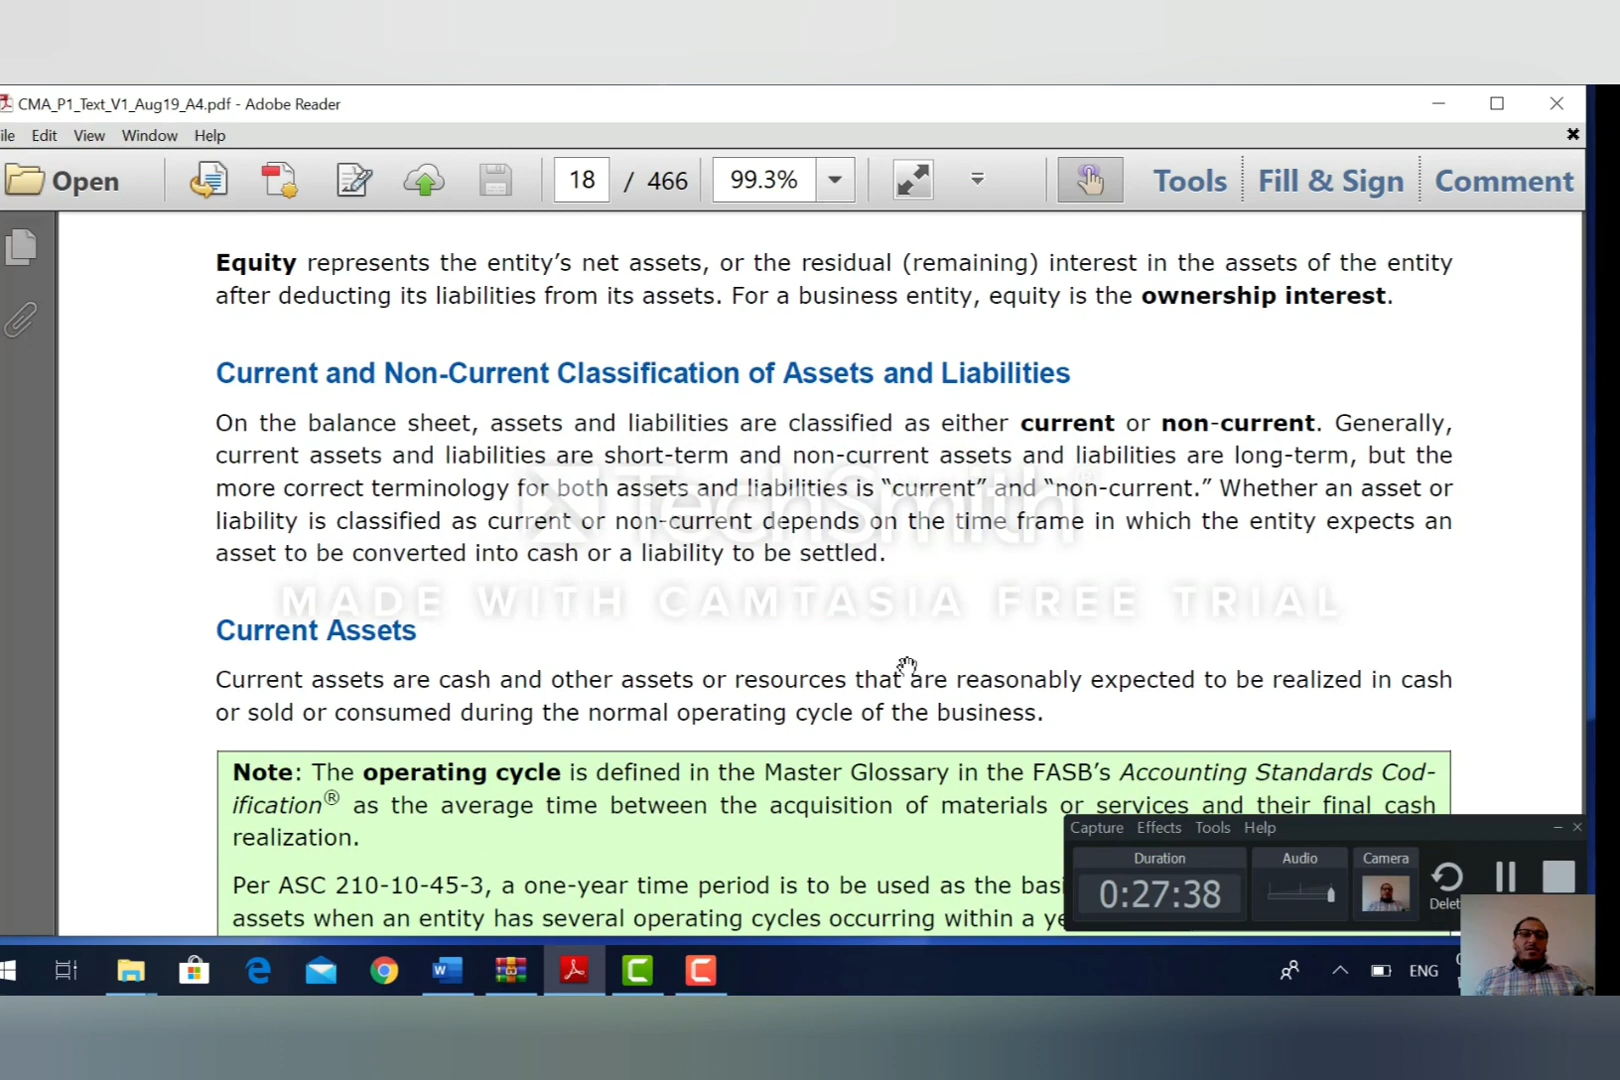 CMA_P1_Text_V1_Aug19_A4.pdf - Adobe Reader
Edit View Window Help
Open 18 / 466 99.3% Tools Fill & Sign Comment
Equity represents the entity’s net assets, or the residual (remaining) interest in the assets of the entity
after deducting its liabilities from its assets. For a business entity, equity is the ownership interest.
Current and Non-Current Classification of Assets and Liabilities
On the balance sheet, assets and liabilities are classified as either current or non-current. Generally,
current assets and liabilities are short-term and non-current assets and liabilities are long-term, but the
more correct terminology for both assets and liabilities is “current” and “non-current.” Whether an asset or
liability is classified as current or non-current depends on the time frame in which the entity expects an
asset to be converted into cash or a liability to be settled.
TechSmith
MADE WITH CAMTASIA FREE TRIAL
Current Assets
Current assets are cash and other assets or resources that are reasonably expected to be realized in cash
or sold or consumed during the normal operating cycle of the business.
Note: The operating cycle is defined in the Master Glossary in the FASB’s Accounting Standards Cod-
ification® as the average time between the acquisition of materials or services and their final cash
realization.
Per ASC 210-10-45-3, a one-year time period is to be used as the basi
assets when an entity has several operating cycles occurring within a ye
Capture Effects Tools Help
Duration Audio Camera
0:27:38
Delet
ENG